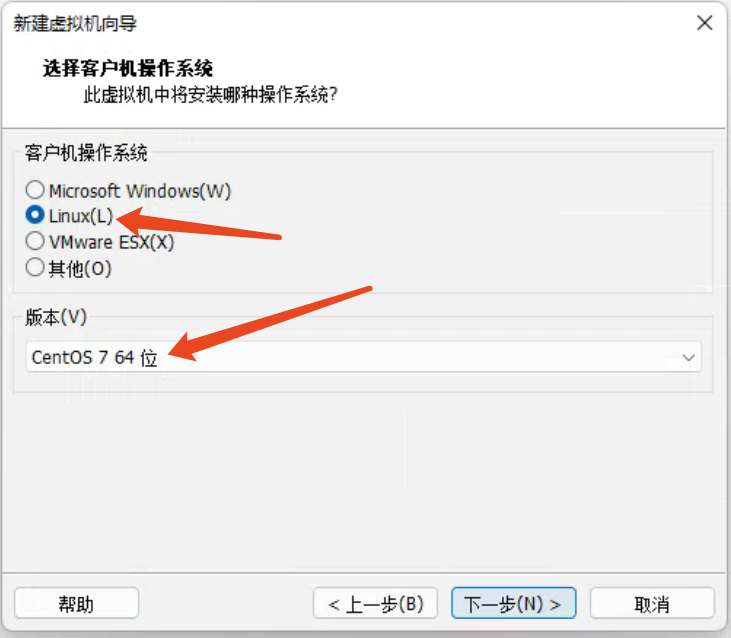 新建虚拟机向导
选择客户机操作系统
此虚拟机中将安装哪种操作系统?
客户机操作系统
Microsoft Windows(W)
Linux(L)
VMware ESX(X)
其他(O)
版本(V)
CentOS 7 64 位
帮助
< 上一步(B)
下一步(N) >
取消